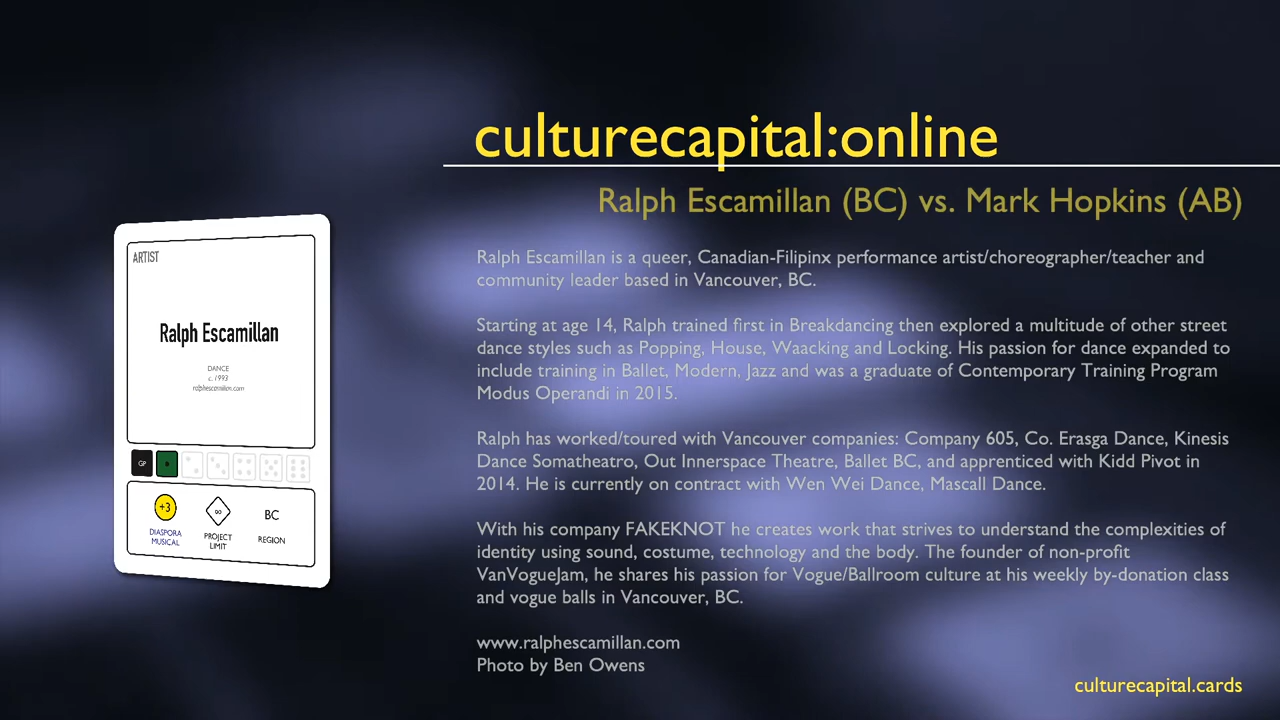 culturecapital:online
Ralph Escamillan (BC) vs. Mark Hopkins (AB)
ARTIST
Ralph Escamillan
DANCE
c. 1993
ralphescamillan.com
GP
+3
DIASPORA
MUSICAL
PROJECT
LIMIT
BC
REGION
Ralph Escamillan is a queer, Canadian-Filipinx performance artist/choreographer/teacher and
community leader based in Vancouver, BC.
Starting at age 14, Ralph trained first in Breakdancing then explored a multitude of other street
dance styles such as Popping, House, Waacking and Locking. His passion for dance expanded to
include training in Ballet, Modern, Jazz and was a graduate of Contemporary Training Program
Modus Operandi in 2015.
Ralph has worked/toured with Vancouver companies: Company 605, Co. Erasga Dance, Kinesis
Dance Somatheatro, Out Innerspace Theatre, Ballet BC, and apprenticed with Kidd Pivot in
2014. He is currently on contract with Wen Wei Dance, Mascall Dance.
With his company FAKEKNOT he creates work that strives to understand the complexities of
identity using sound, costume, technology and the body. The founder of non-profit
VanVogueJam, he shares his passion for Vogue/Ballroom culture at his weekly by-donation class
and vogue balls in Vancouver, BC.
www.ralphescamillan.com
Photo by Ben Owens
culturecapital.cards